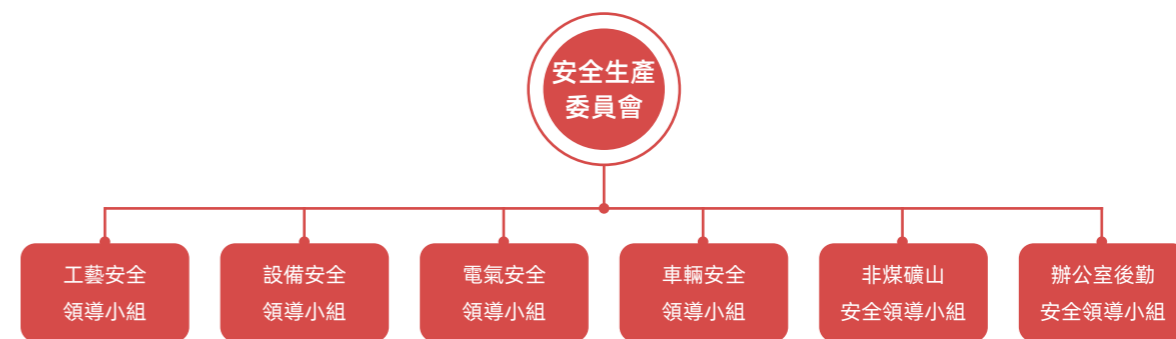 安全生產
委員會
工藝安全
領導小組
設備安全
領導小組
電氣安全
領導小組
車輛安全
領導小組
非煤礦山
安全領導小組
辦公室後勤
安全領導小組